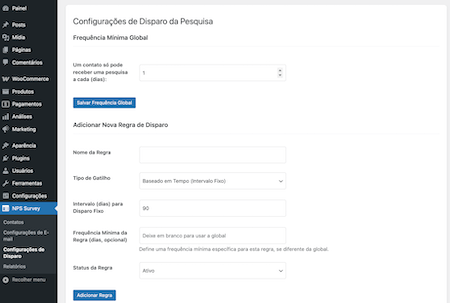 Painel
Posts
Mídia
Páginas
Comentários
WooCommerce
Produtos
Pagamentos
Análises
Marketing
Aparência
Plugins
Usuários
Ferramentas
Configurações
NPS Survey
Contatos
Configurações de E-
mail
Configurações de
Disparo
Relatórios
Recolher menu
Configurações de Disparo da Pesquisa
Frequência Mínima Global
Um contato só pode
receber uma pesquisa
a cada (dias):
1
Salvar Frequência Global
Adicionar Nova Regra de Disparo
Nome da Regra
Tipo de Gatilho
Baseado em Tempo (Intervalo Fixo)
Intervalo (dias) para
Disparo Fixo
90
Frequência Mínima da
Regra (dias, opcional)
Deixe em branco para usar a global
Define uma frequência mínima específica para esta regra, se diferente da global.
Status da Regra
Ativo
Adicionar Regra